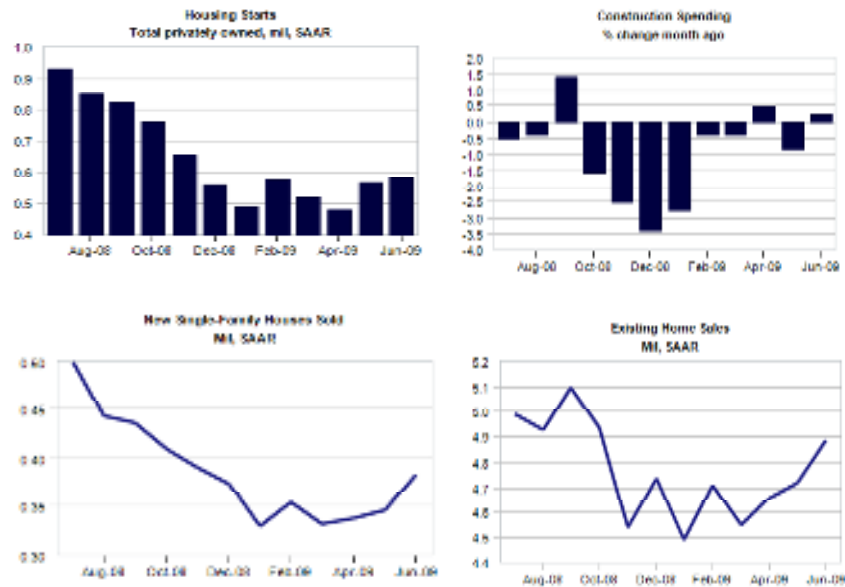 Housing Starts
Total privately owned, mil, SAAR
1.0
0.9
0.8
0.7
0.6
0.5
0.4
Aug-08 Oct-08 Dec-08 Feb-09 Apr-09 Jun-09
Construction Spending
% change month ago
2.0
1.5
1.0
0.5
0.0
-0.5
-1.0
-1.5
-2.0
-2.5
-3.0
-3.5
-4.0
Aug-08 Oct-08 Dec-08 Feb-09 Apr-09 Jun-09
New Single-Family Houses Sold
Mil, SAAR
0.50
0.45
0.40
0.35
0.30
Aug-08 Oct-08 Dec-08 Feb-09 Apr-09 Jun-09
Existing Home Sales
Mil, SAAR
5.2
5.1
5.0
4.9
4.8
4.7
4.6
4.5
4.4
Aug-08 Oct-08 Dec-08 Feb-09 Apr-09 Jun-09